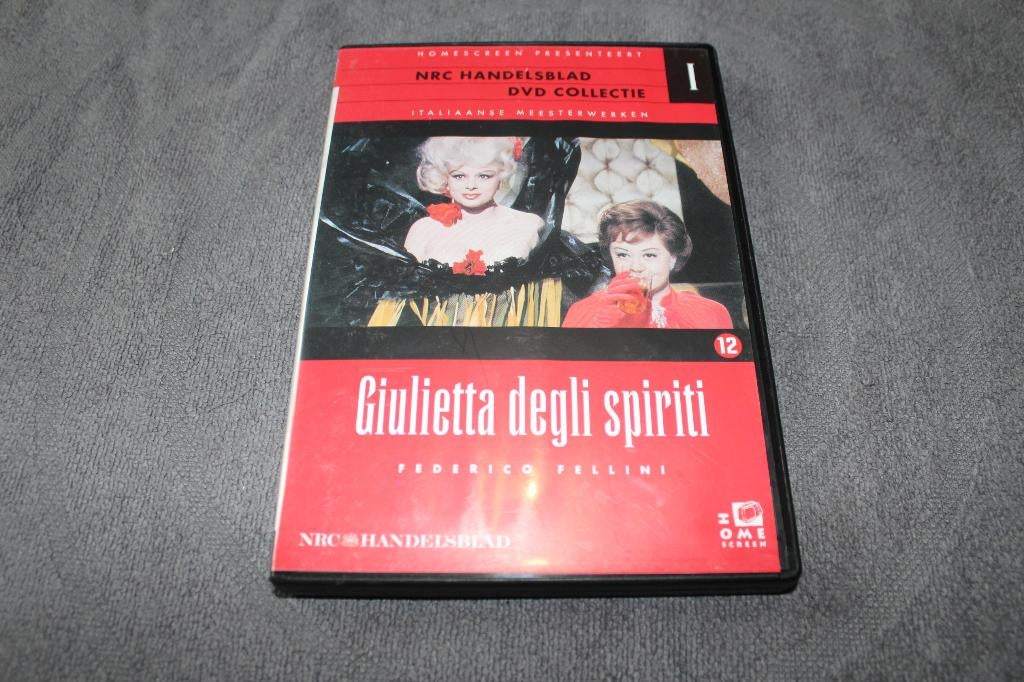 HOMESCREEN PRESENTEERT
NRC HANDELSBLAD
DVD COLLECTIE
I
ITALIAANSE MEESTERWERKEN
12
Giulietta degli spiriti
FEDERICO FELLINI
NRC HANDELSBLAD
HOME
SCREEN